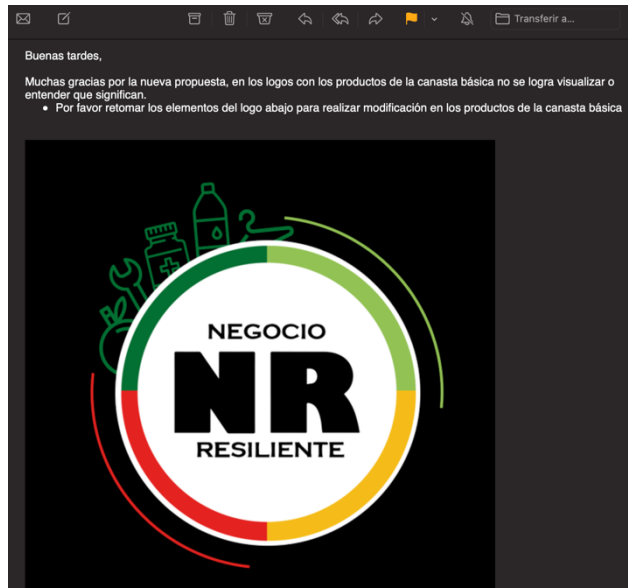 Transferir a...
Buenas tardes,
Muchas gracias por la nueva propuesta, en los logos con los productos de la canasta básica no se logra visualizar o
entender que significan.
• Por favor retomar los elementos del logo abajo para realizar modificación en los productos de la canasta básica
NEGOCIO
NR
RESILIENTE